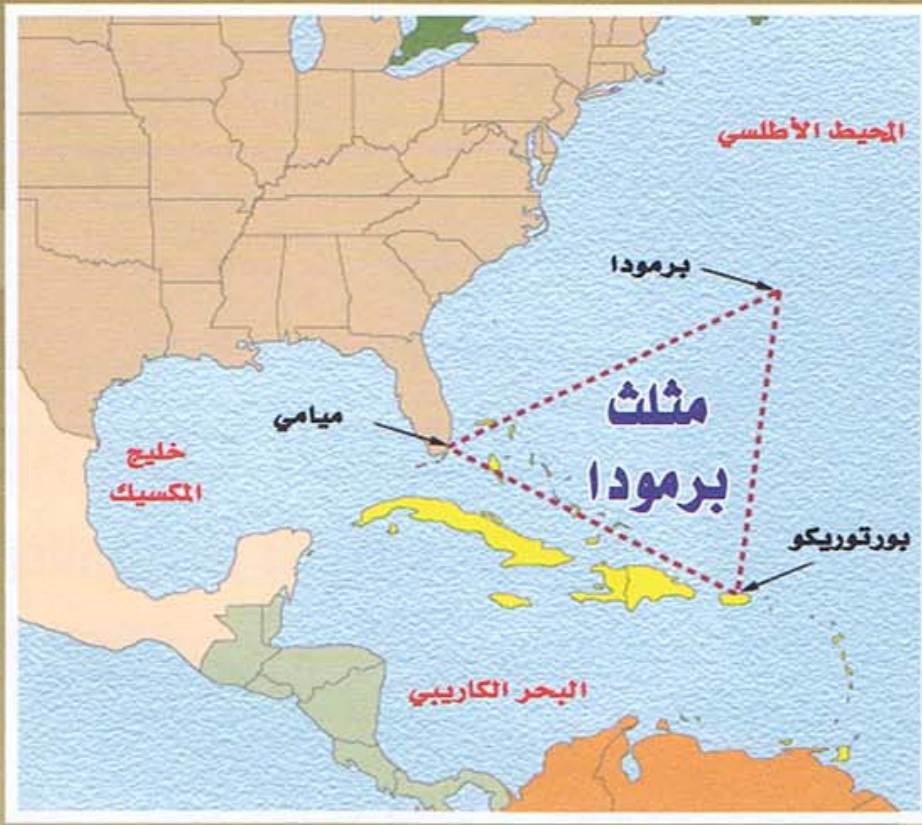 المحيط الأطلسي
برمودا
مثلث
برمودا
ميامي
خليج
المكسيك
بورتوريكو
البحر الكاريبي